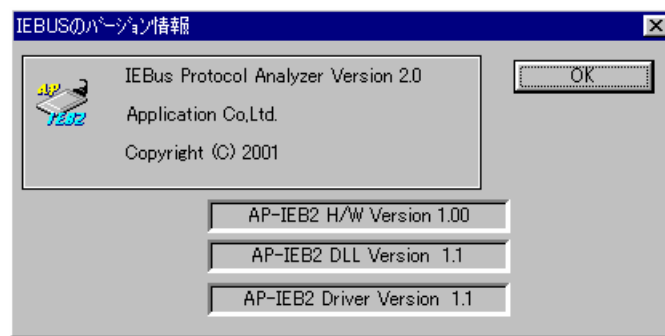 IEBUSのバージョン情報
AP
IEB2
IEBus Protocol Analyzer Version 2.0
Application Co,Ltd.
Copyright (C) 2001
OK
AP-IEB2 H/W Version 1.00
AP-IEB2 DLL Version 1.1
AP-IEB2 Driver Version 1.1